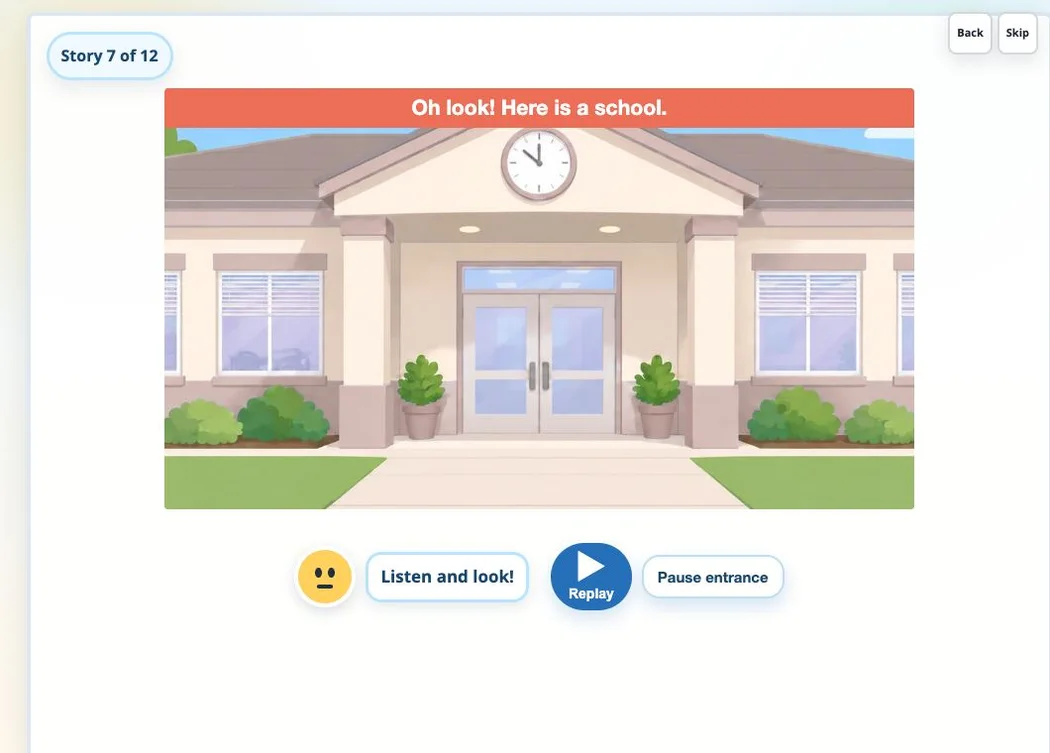 Story 7 of 12
Back
Skip
Oh look! Here is a school.
Listen and look!
Replay
Pause entrance